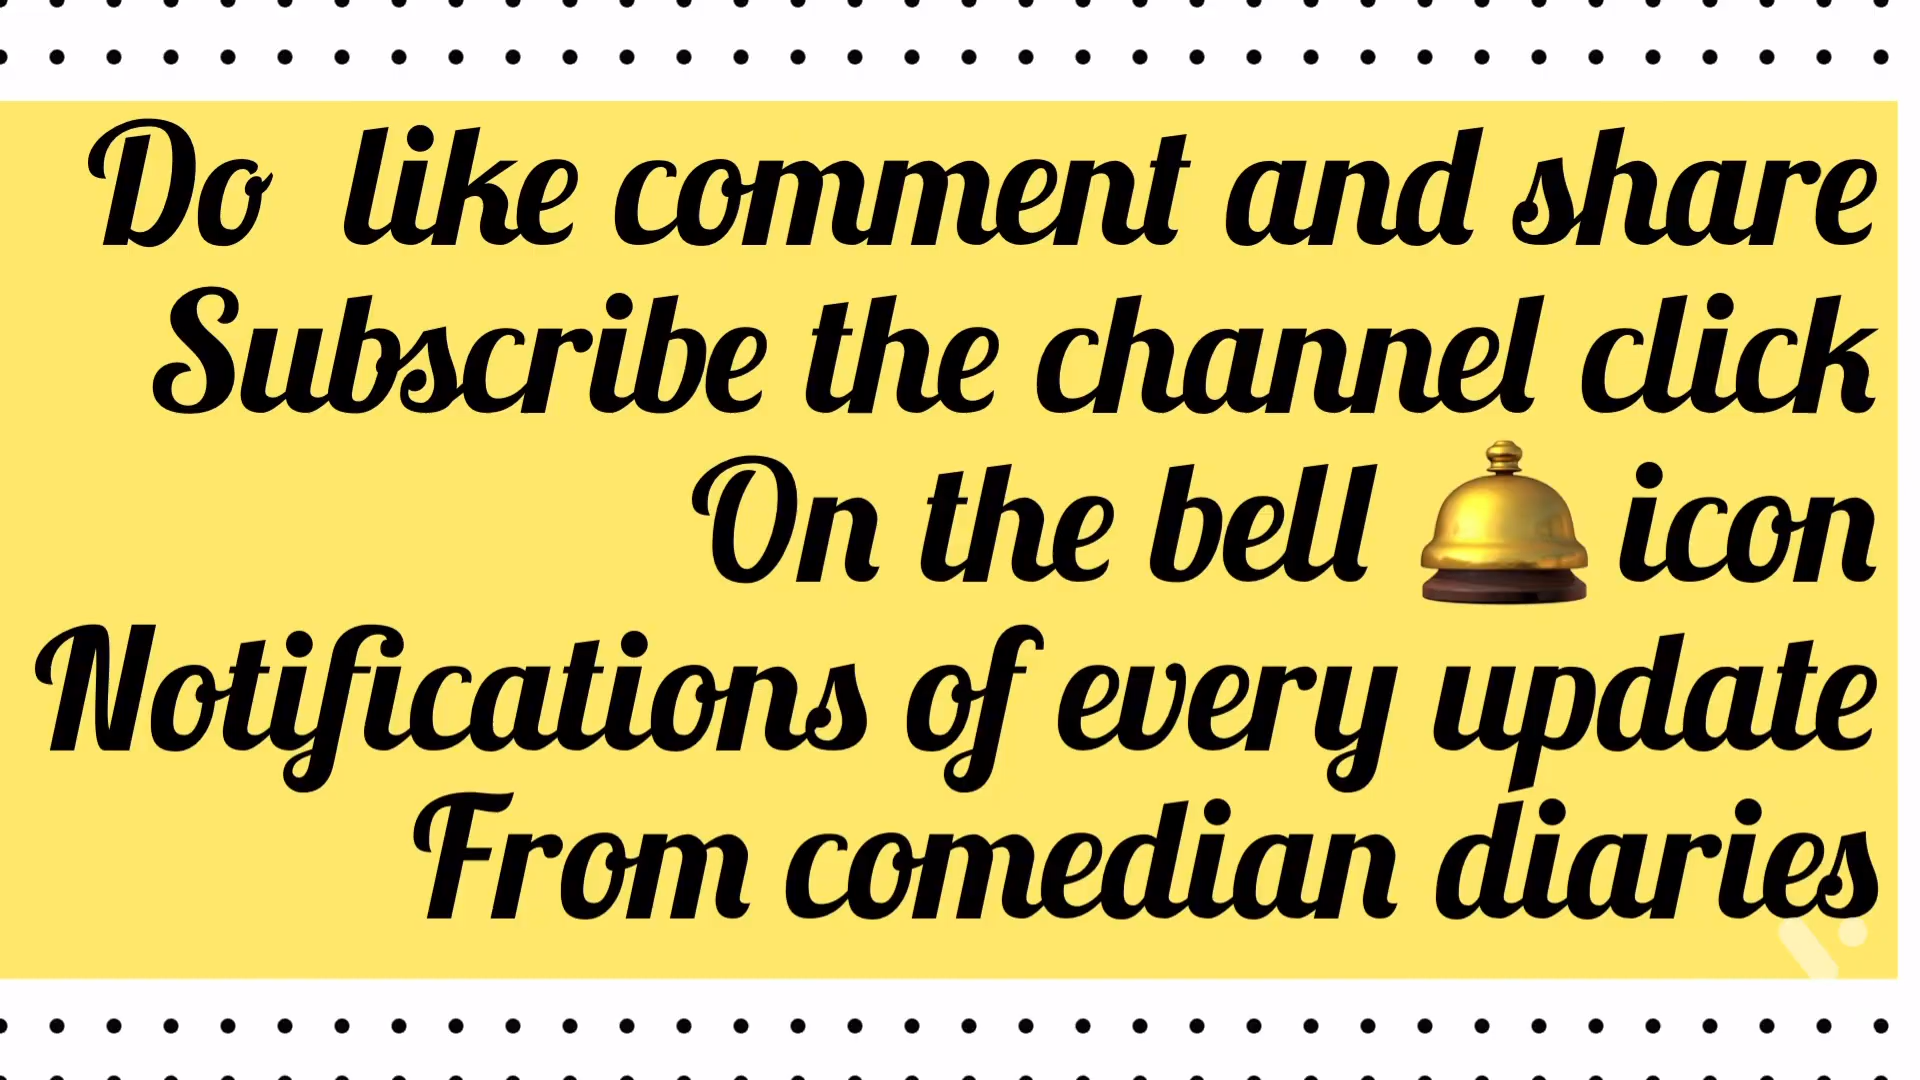 Do like comment and share
Subscribe the channel click
On the bell 🛎️ icon
Notifications of every update
From comedian diaries